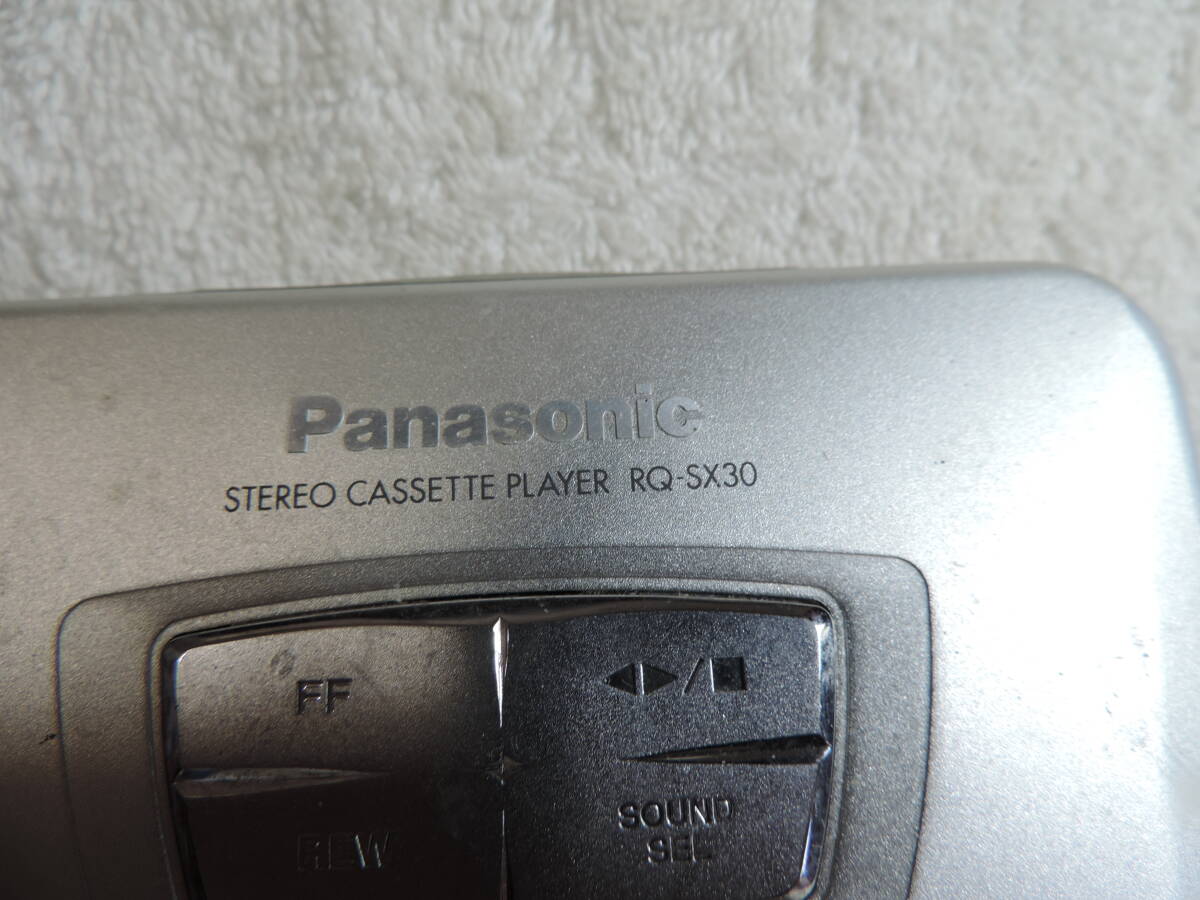 Panasonic
STEREO CASSETTE PLAYER RQ-SX30
FF
◀▶/■
REW
SOUND
SEL